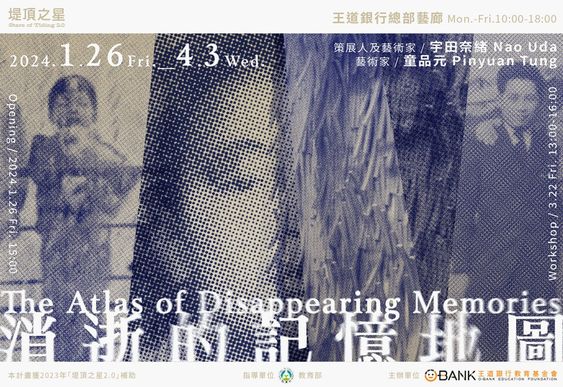 堤頂之星
Share of Tiding 2.0
王道銀行總部藝廊 Mon.-Fri.10:00-18:00
2024.1.26Fri._4.3Wed.
策展人及藝術家 / 宇田奈緒 Nao Uda
藝術家 / 童品元 Pinyuan Tung
Opening / 2024.1.26 Fri. 15:00
Workshop / 3.22 Fri. 13:00-16:00
The Atlas of Disappearing Memories
消逝的記憶地圖
本計畫獲2023年「堤頂之星2.0」補助
指導單位 教育部
主辦單位 O-BANK 王道銀行教育基金會
O-BANK EDUCATION FOUNDATION